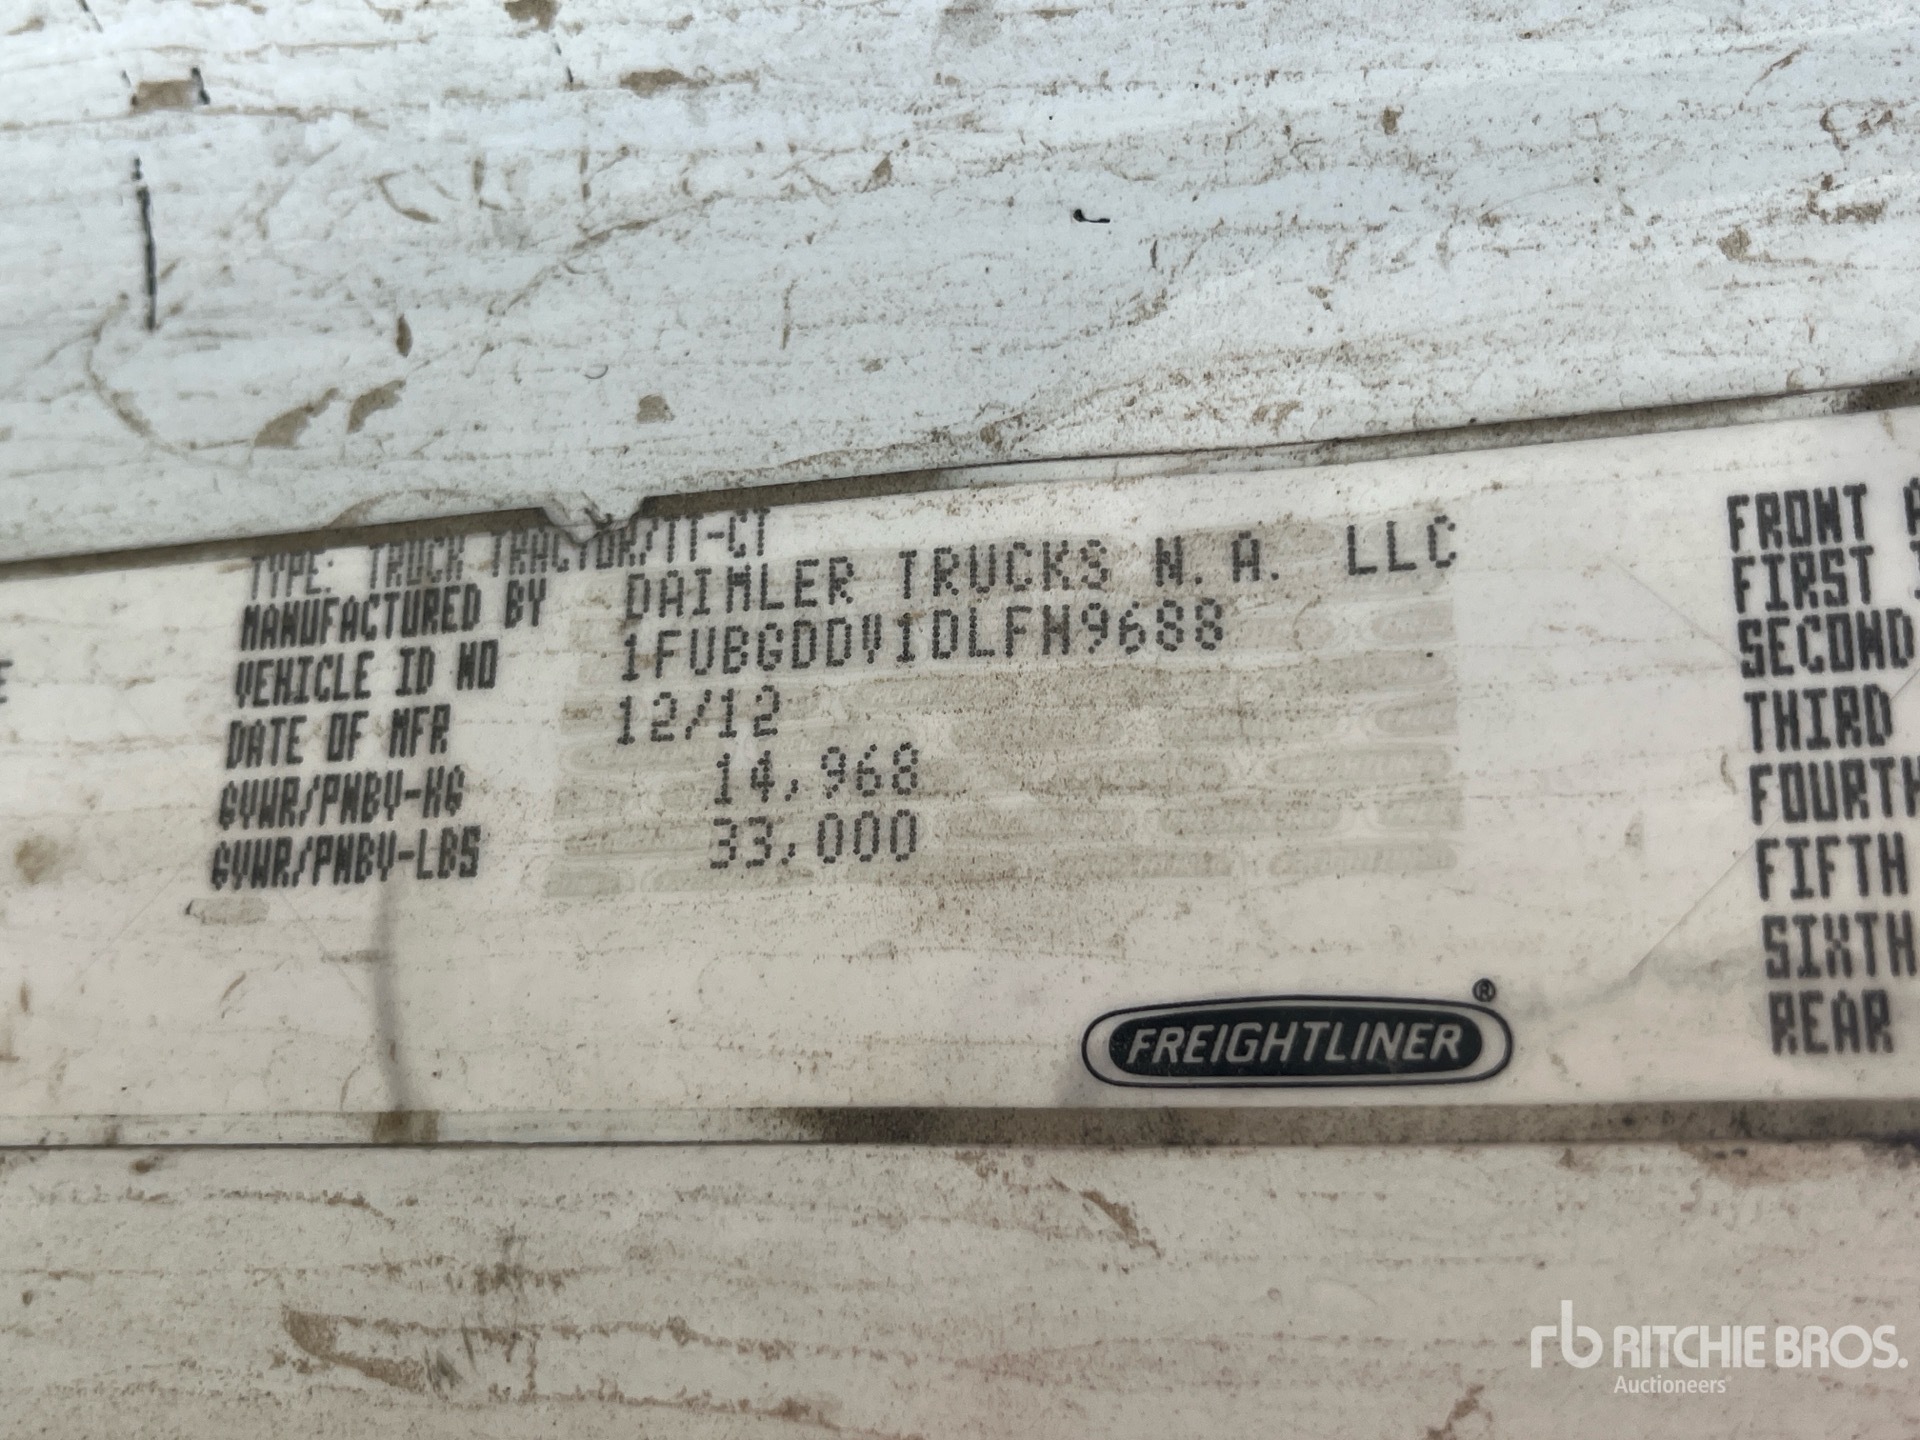 TYPE: TRUCK TRACTOR/TT-CT
MANUFACTURED BY DAIMLER TRUCKS N.A. LLC
VEHICLE ID NO 1FUBGDDV1DLFH9688
DATE OF MFR 12/12
GVWR/PNBV-KG 14,968
GVWR/PNBV-LBS 33,000
FREIGHTLINER®
FRONT
FIRST
SECOND
THIRD
FOURTH
FIFTH
SIXTH
REAR
rb RITCHIE BROS.
Auctioneers